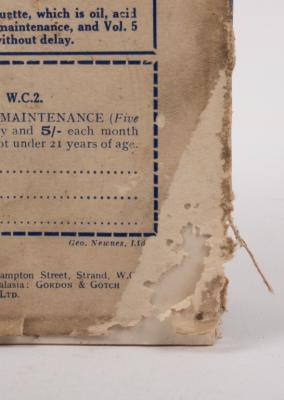 uette, which is oil, acid
maintenance, and Vol. 5
without delay.
W.C.2.
MAINTENANCE (Five
y and 5/- each month
ot under 21 years of age.
Geo. Newnes, Ltd
ampton Street, Strand, W.C
alasia: GORDON & GOTCH
LTD.